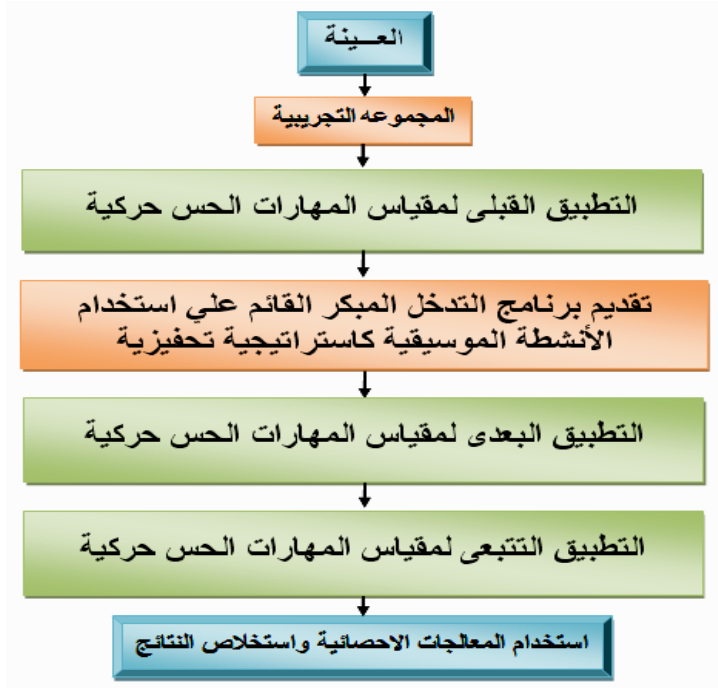 العـــينة
المجموعه التجريبية
التطبيق القبلى لمقياس المهارات الحس حركية
تقديم برنامج التدخل المبكر القائم علي استخدام
الأنشطة الموسيقية كاستراتيجية تحفيزية
التطبيق البعدى لمقياس المهارات الحس حركية
التطبيق التتبعى لمقياس المهارات الحس حركية
استخدام المعالجات الاحصائية واستخلاص النتائج